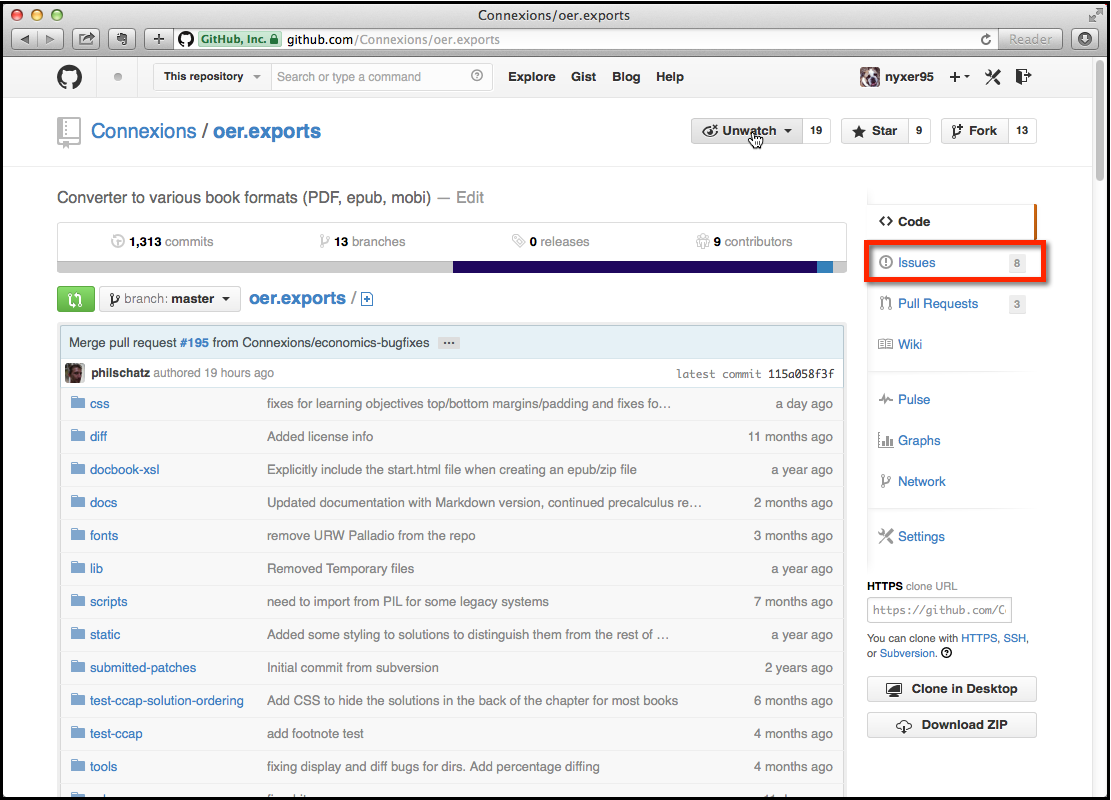 Connexions/oer.exports
GitHub, Inc. github.com/Connexions/oer.exports Reader
This repository Search or type a command Explore Gist Blog Help nyxer95
Connexions / oer.exports Unwatch 19 Star 9 Fork 13
Converter to various book formats (PDF, epub, mobi) — Edit
1,313 commits 13 branches 0 releases 9 contributors
branch: master oer.exports /
Merge pull request #195 from Connexions/economics-bugfixes ...
philschatz authored 19 hours ago latest commit 115a058f3f
css fixes for learning objectives top/bottom margins/padding and fixes fo… a day ago
diff Added license info 11 months ago
docbook-xsl Explicitly include the start.html file when creating an epub/zip file a year ago
docs Updated documentation with Markdown version, continued precalculus re… 2 months ago
fonts remove URW Palladio from the repo 3 months ago
lib Removed Temporary files a year ago
scripts need to import from PIL for some legacy systems 7 months ago
static Added some styling to solutions to distinguish them from the rest of … a year ago
submitted-patches Initial commit from subversion 2 years ago
test-ccap-solution-ordering Add CSS to hide the solutions in the back of the chapter for most books 6 months ago
test-ccap add footnote test 4 months ago
tools fixing display and diff bugs for dirs. Add percentage diffing 4 months ago
Code
Issues 8
Pull Requests 3
Wiki
Pulse
Graphs
Network
Settings
HTTPS clone URL
https://github.com/C
You can clone with HTTPS, SSH,
or Subversion.
Clone in Desktop
Download ZIP